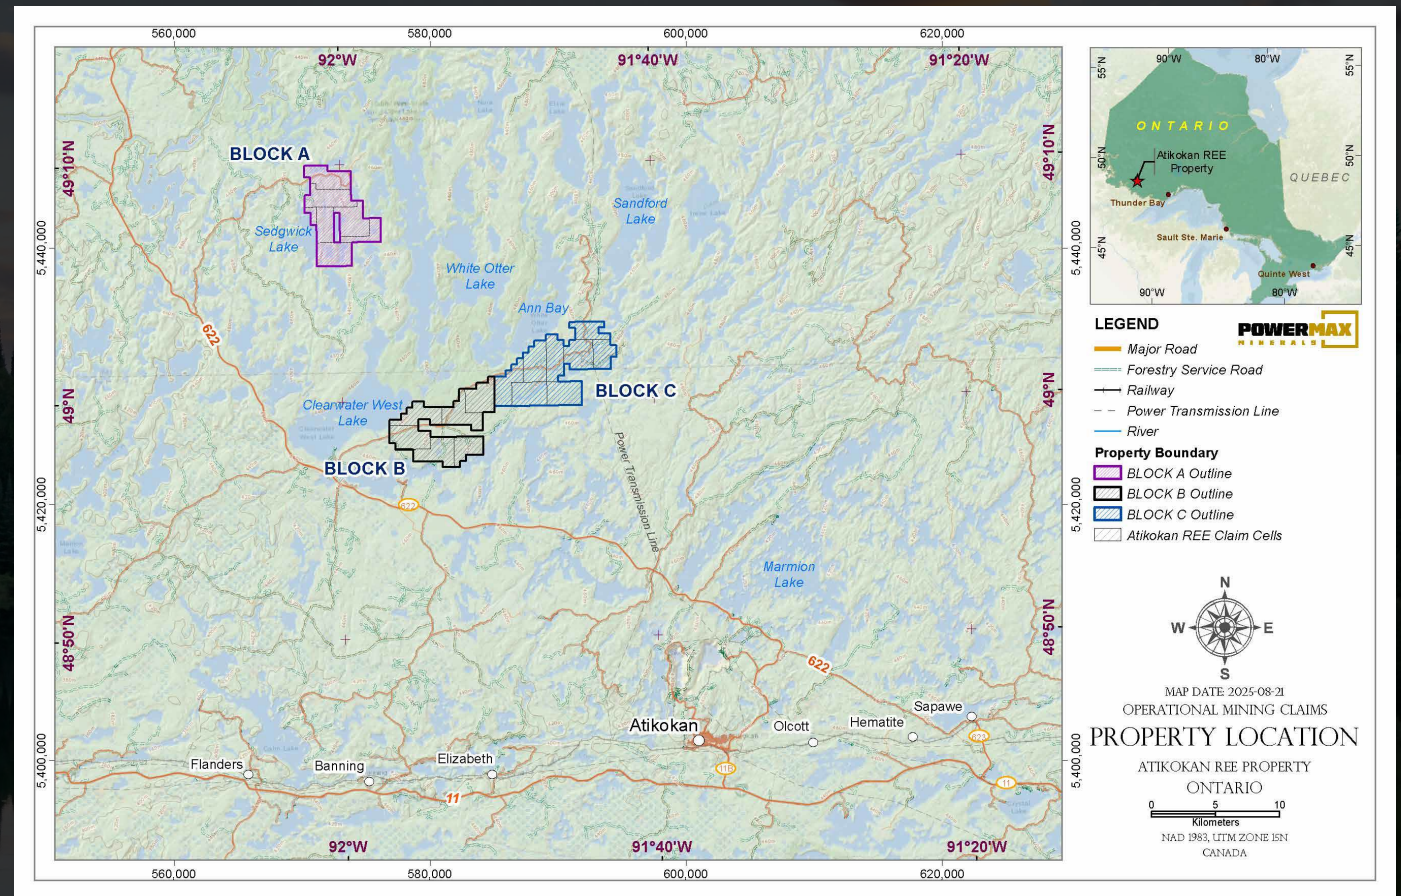 560,000
580,000
600,000
620,000
92°W
91°40'W
91°20'W
49°10'N
49°10'N
BLOCK A
Sedgwick
Lake
Sandford
Lake
5,440,000
5,440,000
White Otter
Lake
Ann Bay
622
BLOCK C
49°N
49°N
Clearwater West
Lake
BLOCK B
Power Transmission Line
622
5,420,000
5,420,000
Marmion
Lake
48°50'N
48°50'N
622
Sapawe
Atikokan
Olcott
Hematite
623
Flanders
Banning
Elizabeth
11B
5,400,000
5,400,000
11
11
92°W
91°40'W
91°20'W
560,000
580,000
600,000
620,000
90°W
80°W
55°N
55°N
ONTARIO
50°N
50°N
Atikokan REE
Property
QUEBEC
Thunder Bay
Sault Ste. Marie
45°N
45°N
Quinte West
90°W
80°W
LEGEND
POWERMAX
MINERALS
Major Road
Forestry Service Road
Railway
Power Transmission Line
River
Property Boundary
BLOCK A Outline
BLOCK B Outline
BLOCK C Outline
Atikokan REE Claim Cells
N
W
E
S
MAP DATE: 2025-08-21
OPERATIONAL MINING CLAIMS
PROPERTY LOCATION
ATIKOKAN REE PROPERTY
ONTARIO
0
5
10
Kilometers
NAD 1983, UTM ZONE 15N
CANADA